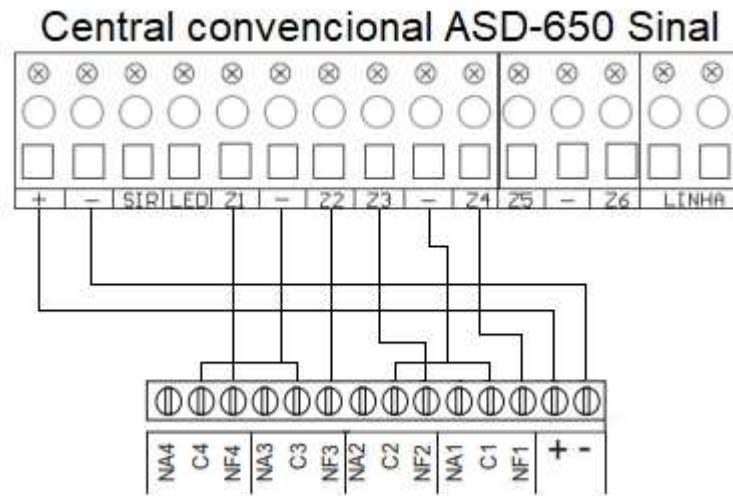 Central convencional ASD-650 Sinal
+ - SIR LED Z1 - Z2 Z3 - Z4 Z5 - Z6 LINHA
NA4 C4 NF4 NA3 C3 NF3 NA2 C2 NF2 NA1 C1 NF1 + -